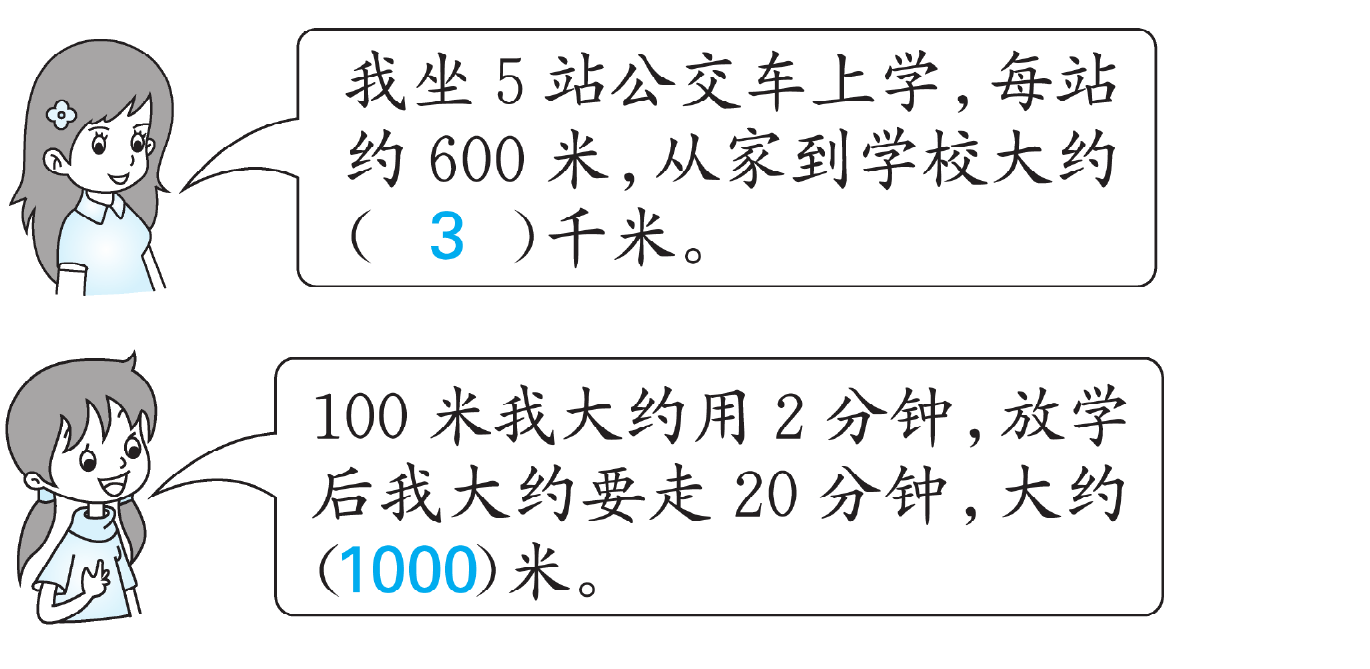 我坐 5 站公交车上学，每站
约 600 米，从家到学校大约
（ 3 ）千米。
100 米我大约用 2 分钟，放学
后我大约要走 20 分钟，大约
（1000）米。